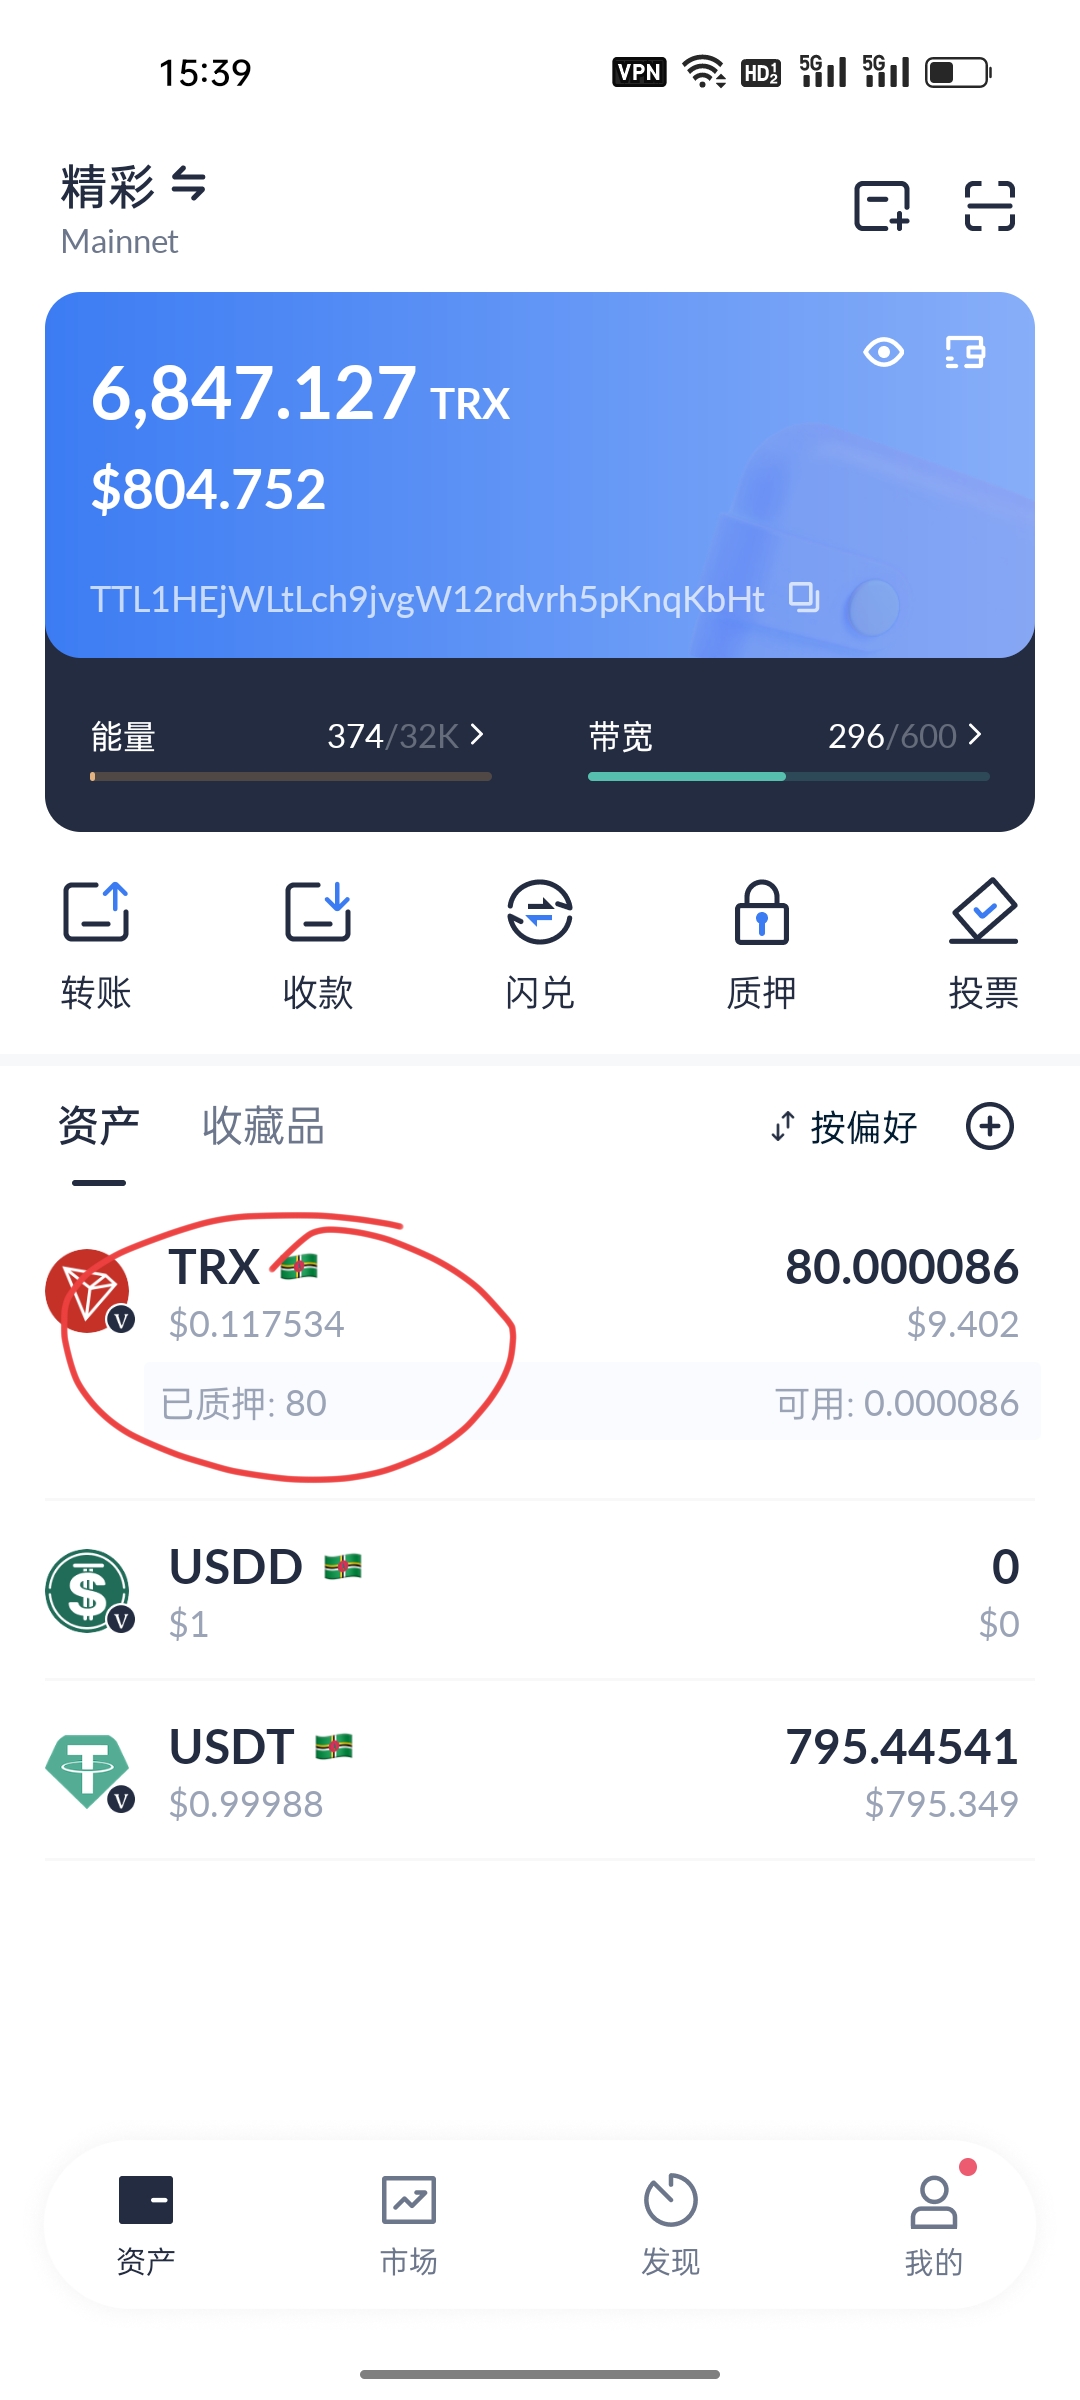 15:39
VPN
HD 1 2
5G
5G
精彩
Mainnet
6,847.127 TRX
$804.752
TTL1HEjWLtLch9jvgW12rdvrh5pKnqKbHt
能量 374/32K
带宽 296/600
转账 收款 闪兑 质押 投票
资产 收藏品 按偏好
TRX 80.000086
$0.117534 $9.402
已质押: 80 可用: 0.000086
V
USDD 0
$1 $0
V
USDT 795.44541
$0.99988 $795.349
V
资产 市场 发现 我的